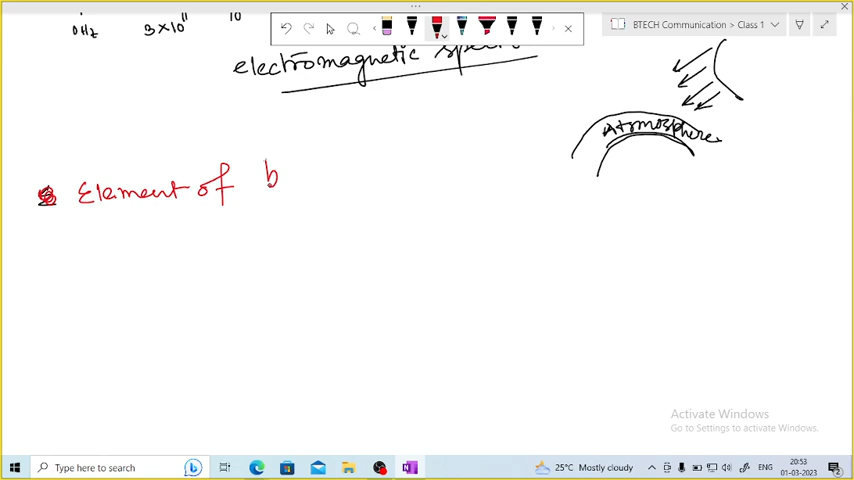 BTECH Communication > Class 1
0Hz 3×10¹¹ 10
electromagnetic
Atmosphere
Element of b
Activate Windows
Go to Settings to activate Windows.
Type here to search
25°C Mostly cloudy
ENG
20:53
01-03-2023
2